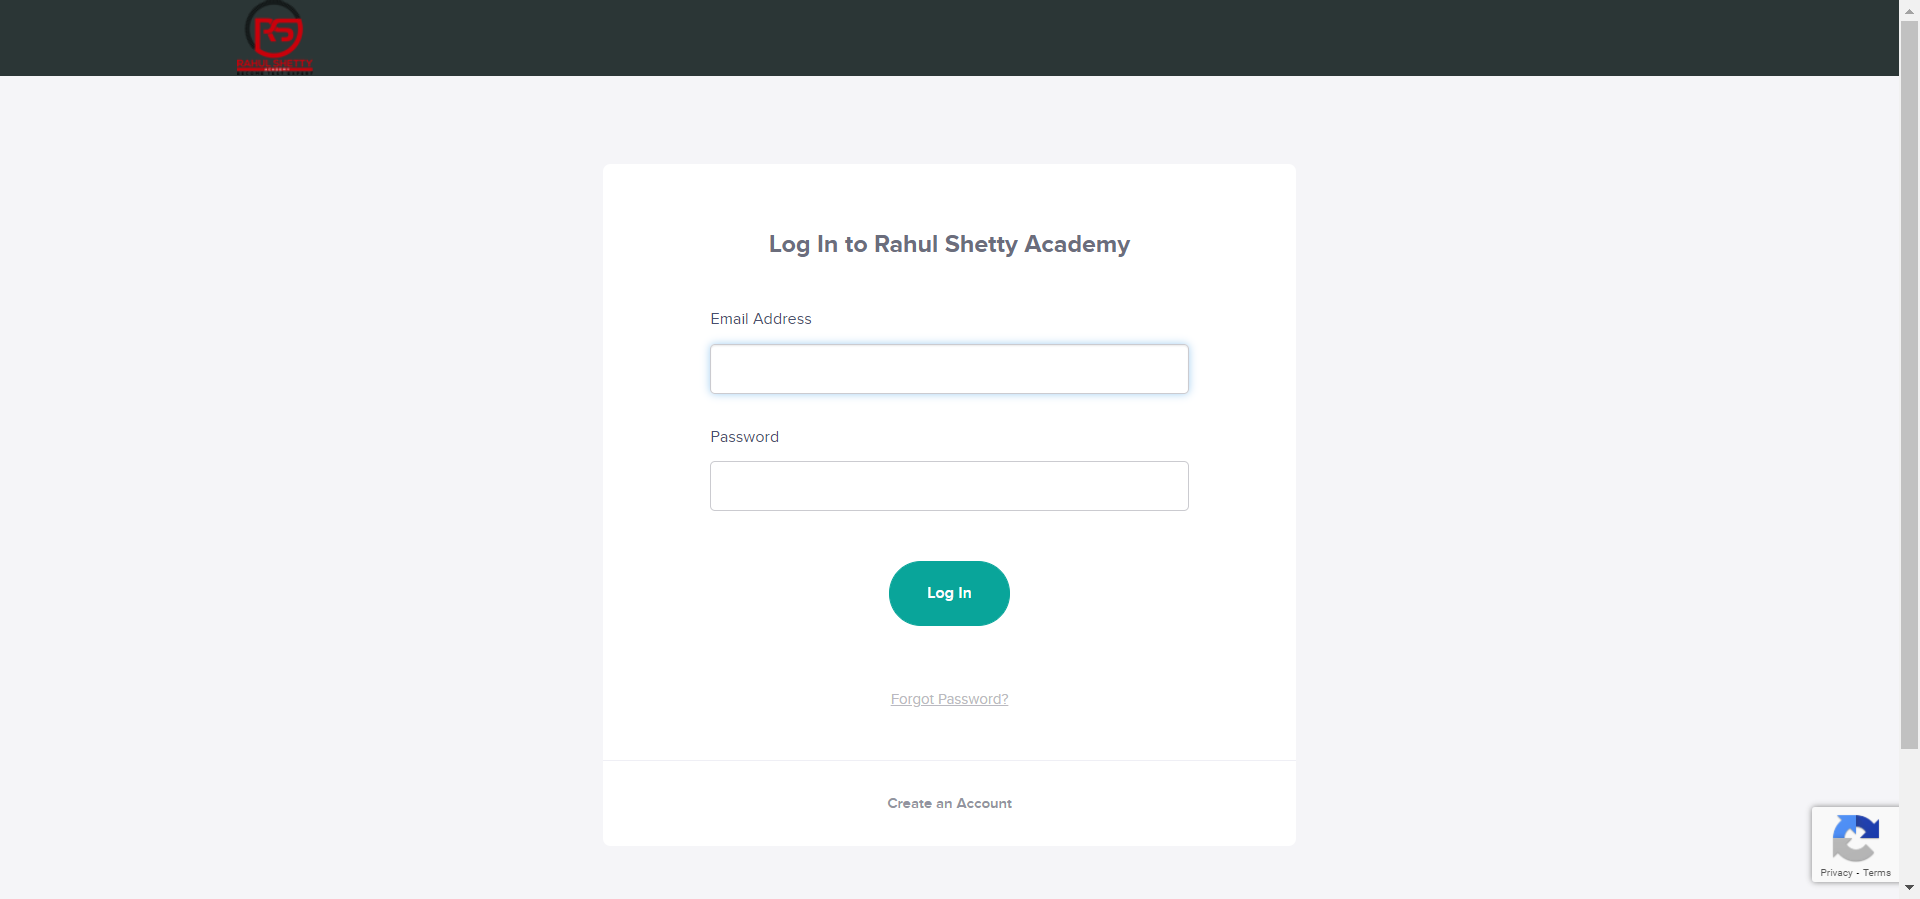 RS
RAHUL SHETTY
ACADEMY
Log In to Rahul Shetty Academy
Email Address
Password
Log In
Forgot Password?
Create an Account
Privacy - Terms